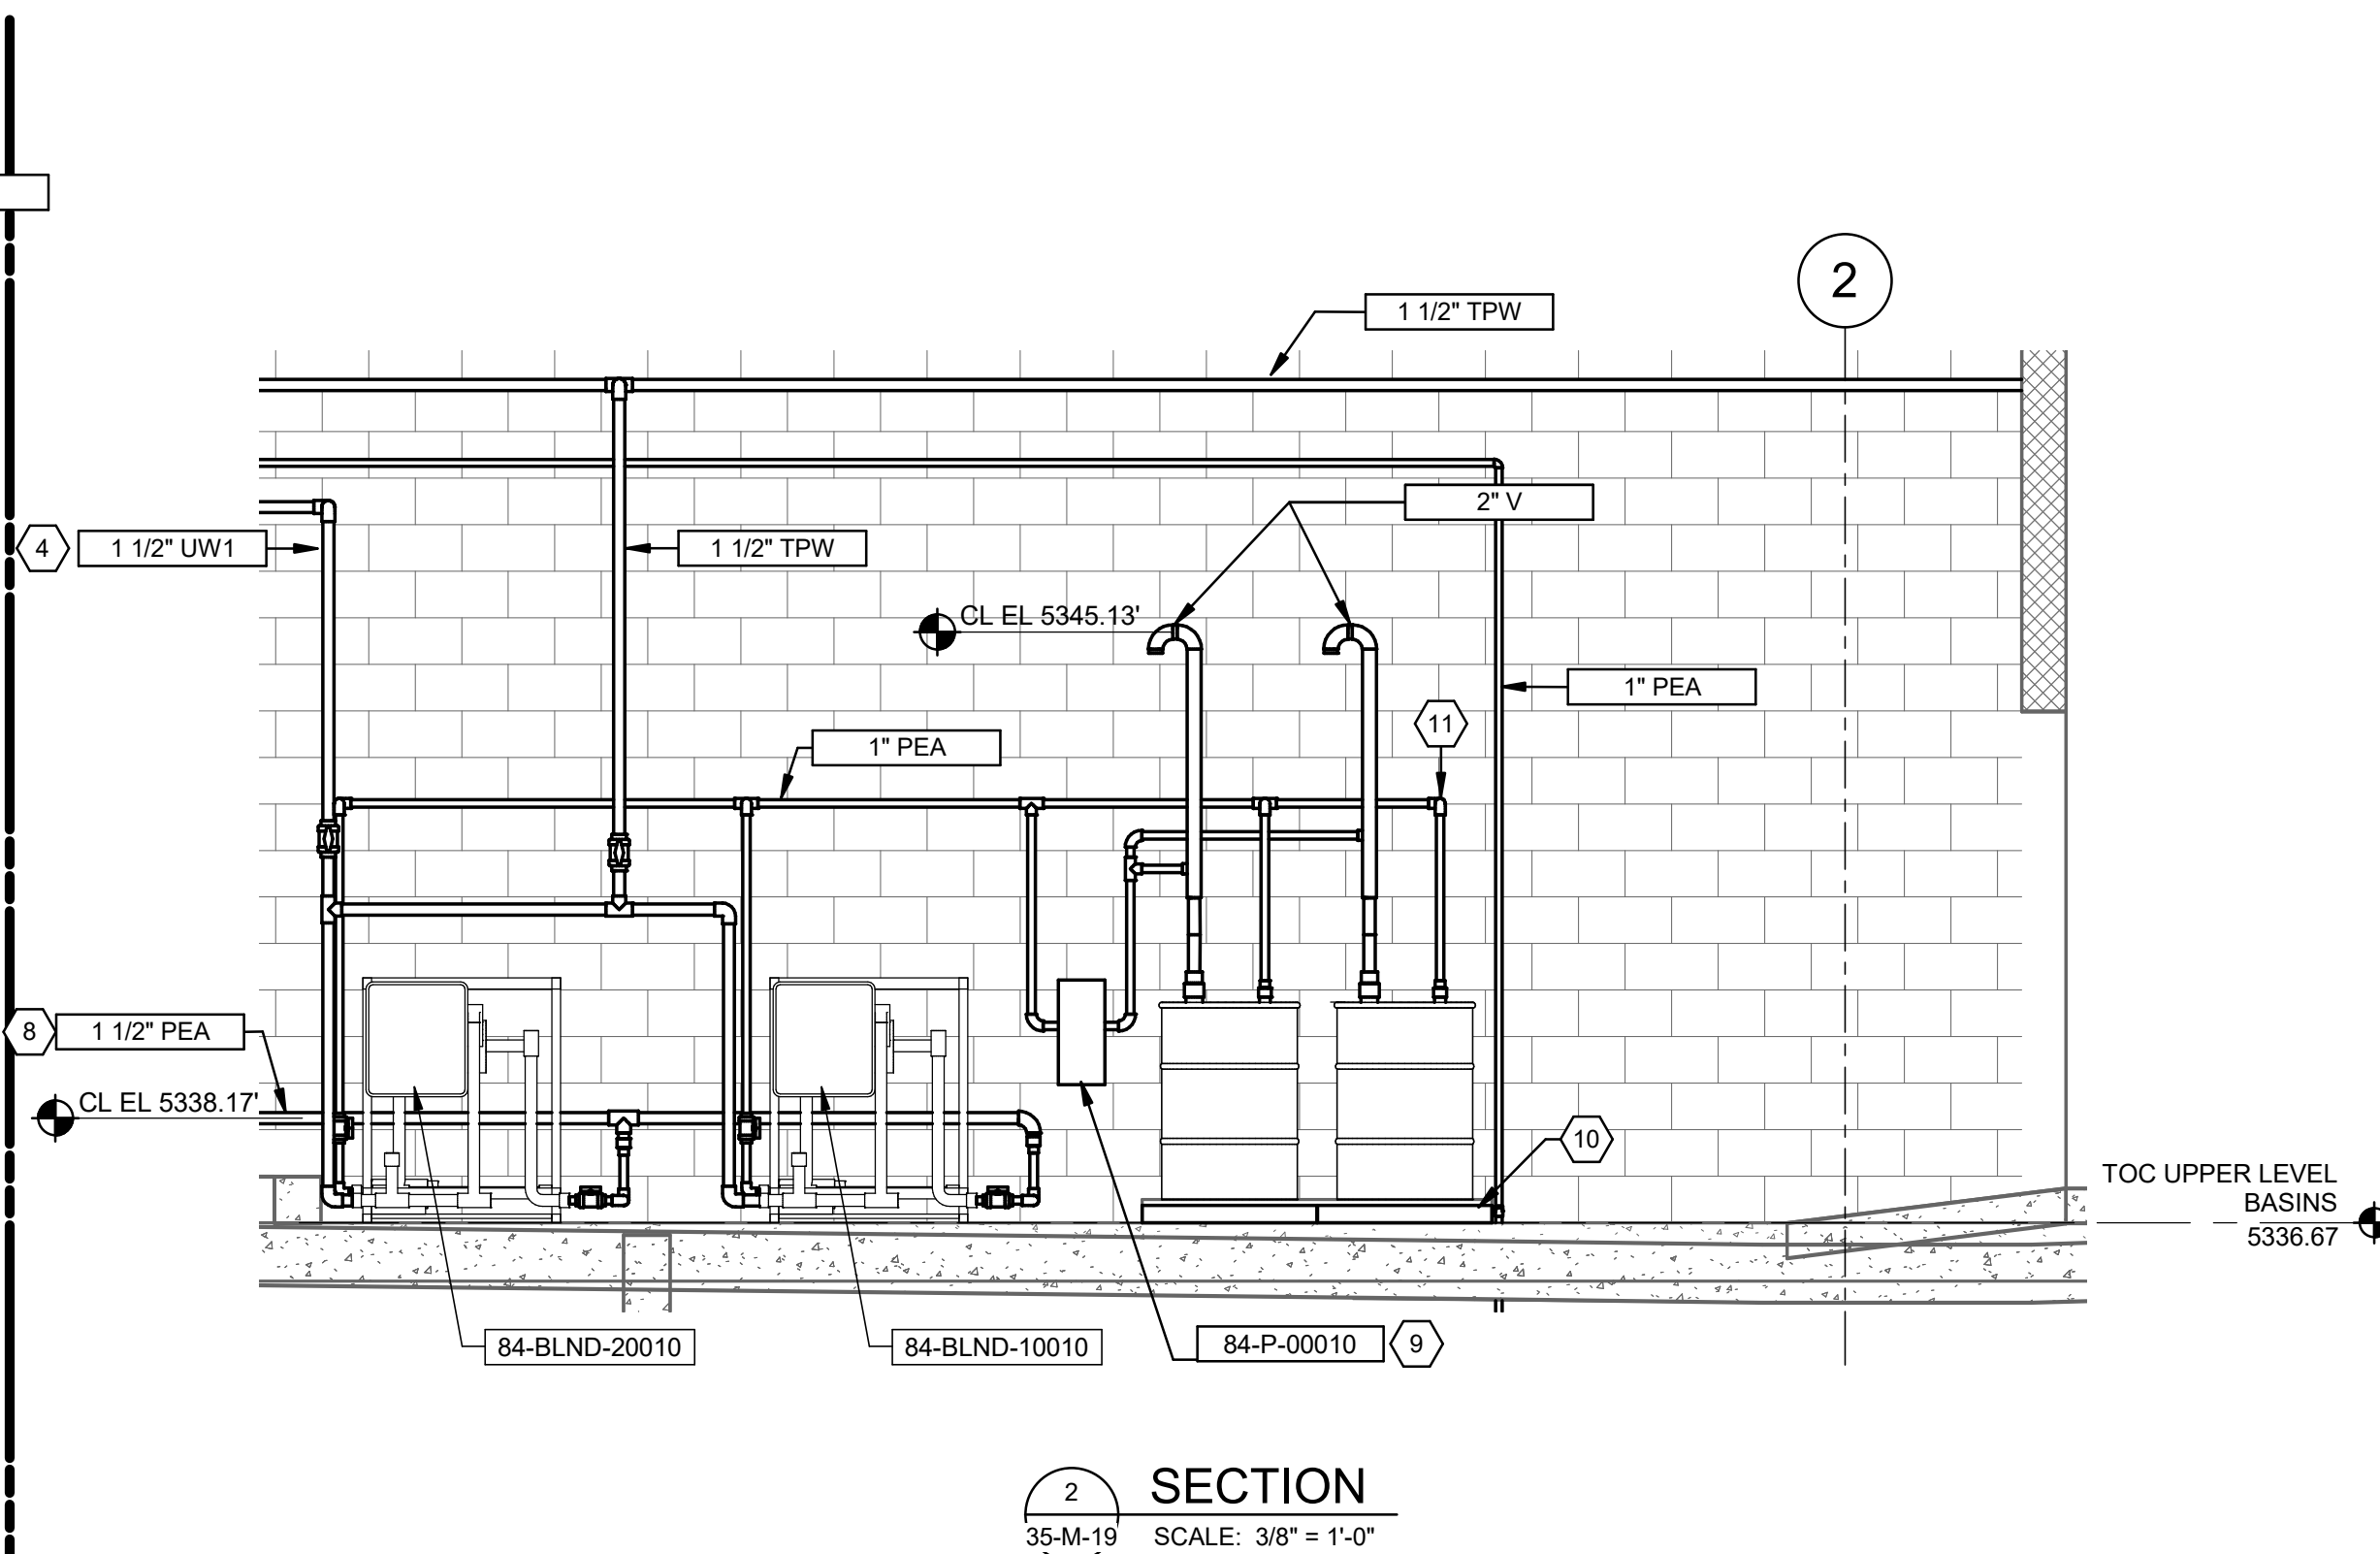 2
1 1/2" TPW
2" V
4
1 1/2" UW1
1 1/2" TPW
CL EL 5345.13'
1" PEA
11
1" PEA
8
1 1/2" PEA
CL EL 5338.17'
10
TOC UPPER LEVEL
BASINS
5336.67
84-BLND-20010
84-BLND-10010
84-P-00010
9
2
SECTION
35-M-19
SCALE: 3/8" = 1'-0"